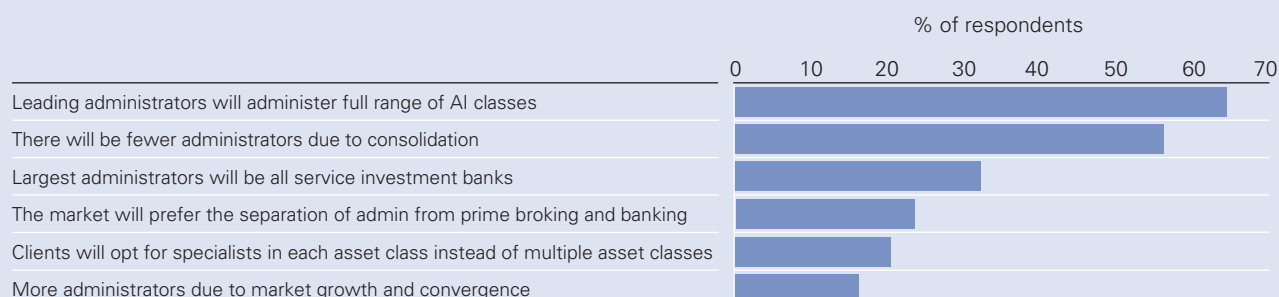 % of respondents
0 10 20 30 40 50 60 70
Leading administrators will administer full range of AI classes
There will be fewer administrators due to consolidation
Largest administrators will be all service investment banks
The market will prefer the separation of admin from prime broking and banking
Clients will opt for specialists in each asset class instead of multiple asset classes
More administrators due to market growth and convergence